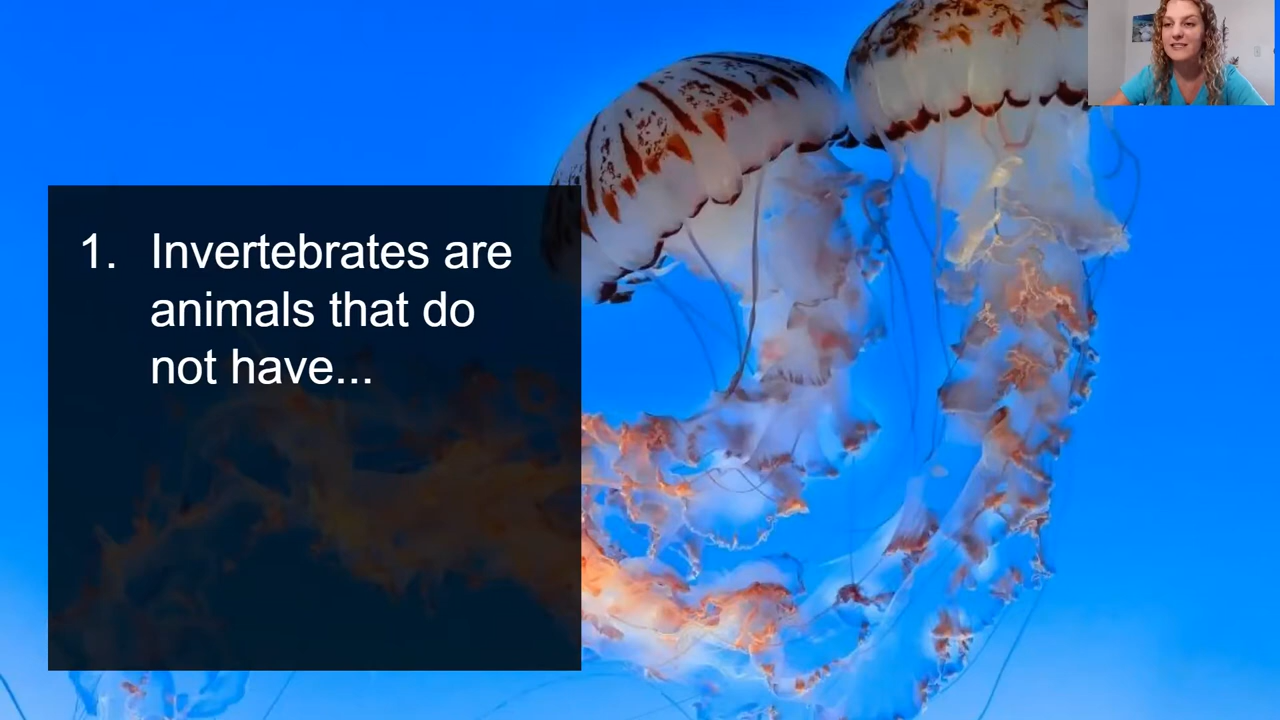 1. Invertebrates are
animals that do
not have...